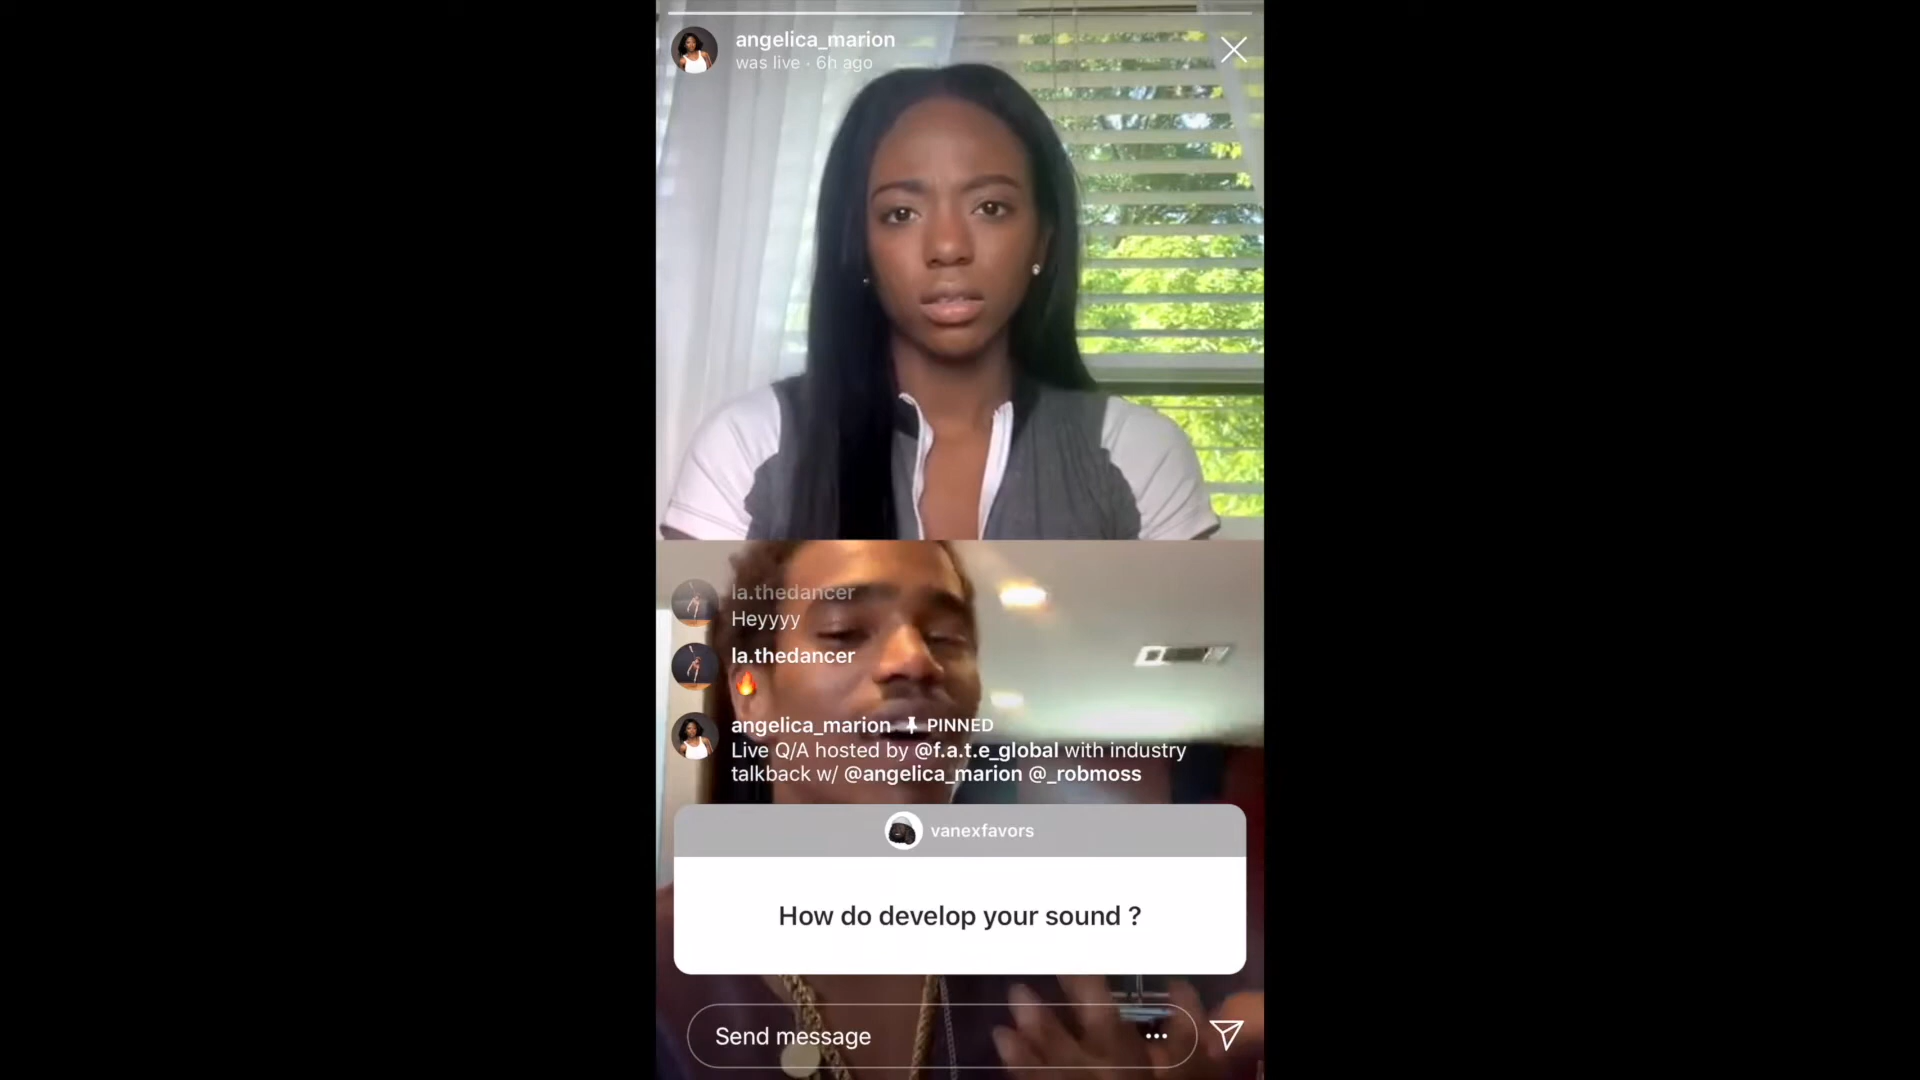 angelica_marion
was live · 6h ago
la.thedancer
Heyyyy
la.thedancer
🔥
angelica_marion PINNED
Live Q/A hosted by @f.a.t.e_global with industry
talkback w/ @angelica_marion @_robmoss
vanexfavors
How do develop your sound ?
Send message